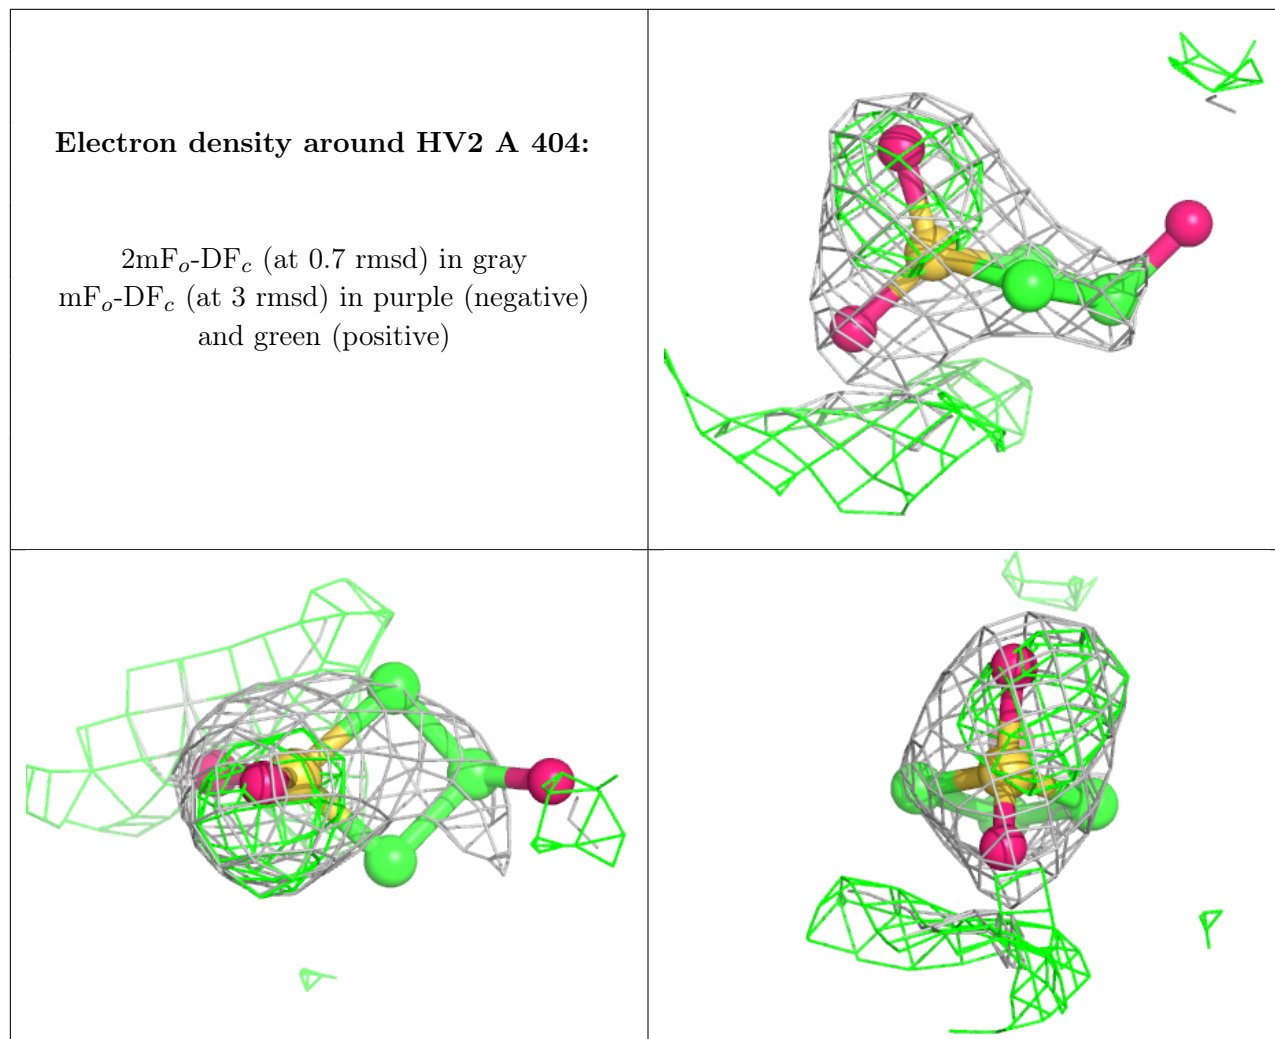 Electron density around HV2 A 404:
2mFo-DFc (at 0.7 rmsd) in gray
mFo-DFc (at 3 rmsd) in purple (negative)
and green (positive)